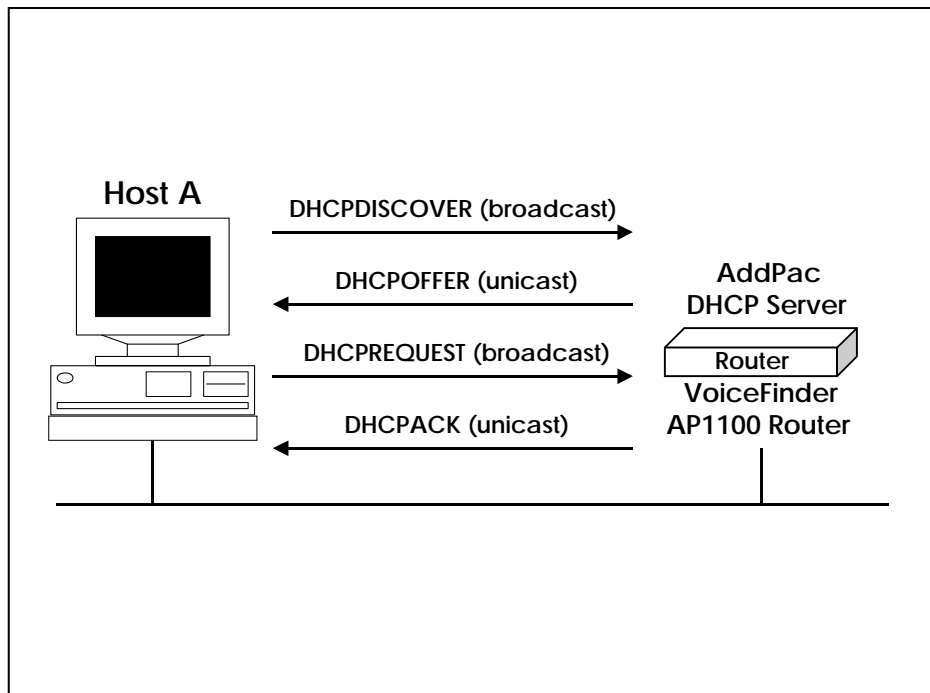 Host A
DHCPDISCOVER (broadcast)
DHCPOFFER (unicast)
DHCPREQUEST (broadcast)
DHCPACK (unicast)
AddPac
DHCP Server
Router
VoiceFinder
AP1100 Router